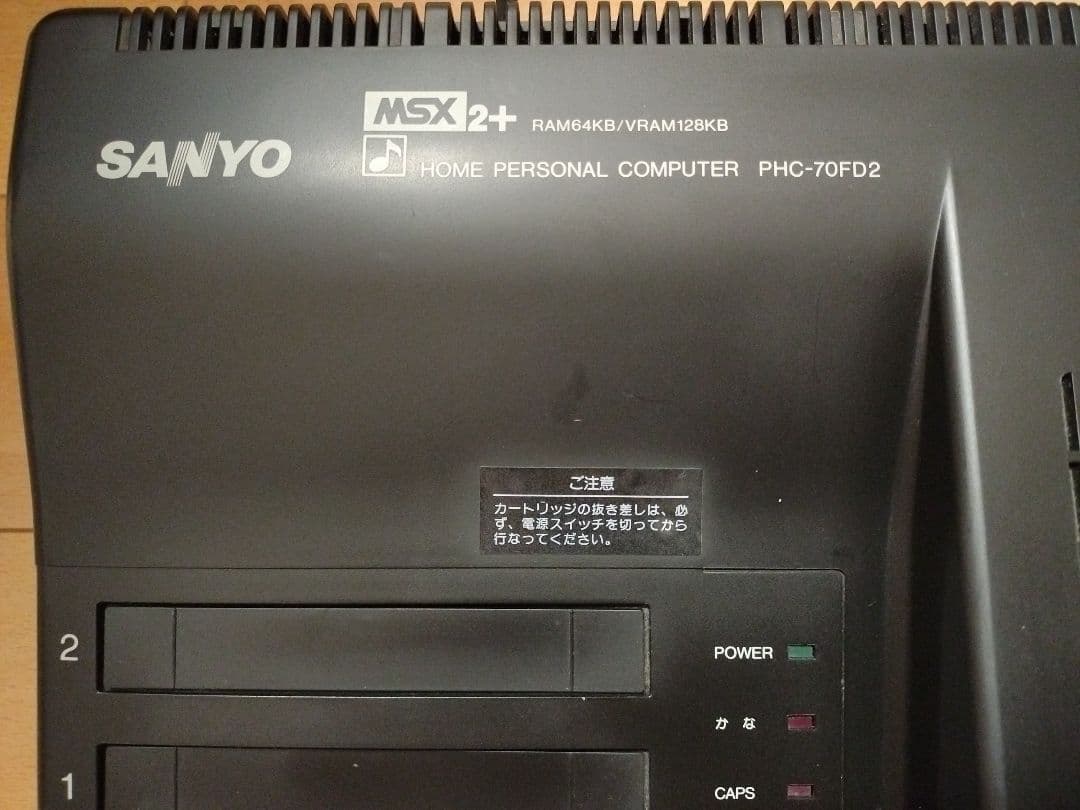 MSX 2+ RAM64KB/VRAM128KB
SANYO
HOME PERSONAL COMPUTER PHC-70FD2
ご注意
カートリッジの抜き差しは、必
ず、電源スイッチを切ってから
行なってください。
2
POWER
かな
1
CAPS